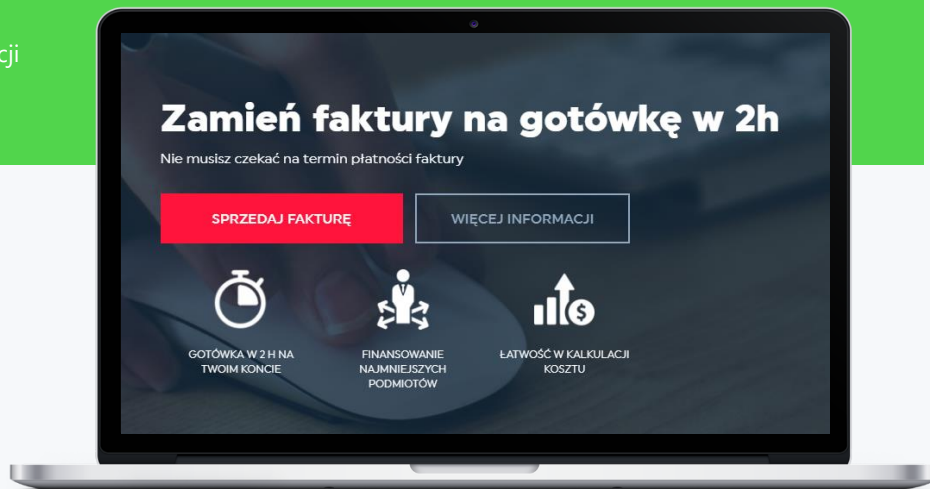 cji
Zamień faktury na gotówkę w 2h
Nie musisz czekać na termin płatności faktury
SPRZEDAJ FAKTURĘ
WIĘCEJ INFORMACJI
GOTÓWKA W 2 H NA
TWOIM KONCIE
FINANSOWANIE
NAJMNIEJSZYCH
PODMIOTÓW
ŁATWOŚĆ W KALKULACJI
KOSZTU
$